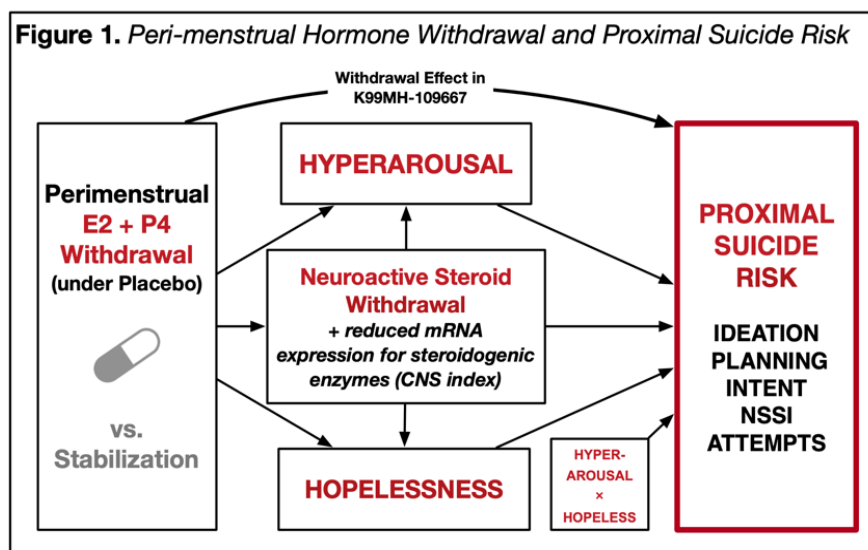 Figure 1. Peri-menstrual Hormone Withdrawal and Proximal Suicide Risk
Withdrawal Effect in
K99MH-109667
Perimenstrual
E2 + P4
Withdrawal
(under Placebo)
vs.
Stabilization
HYPERAROUSAL
Neuroactive Steroid
Withdrawal
+ reduced mRNA
expression for steroidogenic
enzymes (CNS index)
HOPELESSNESS
HYPER-
AROUSAL
×
HOPELESS
PROXIMAL
SUICIDE
RISK
IDEATION
PLANNING
INTENT
NSSI
ATTEMPTS